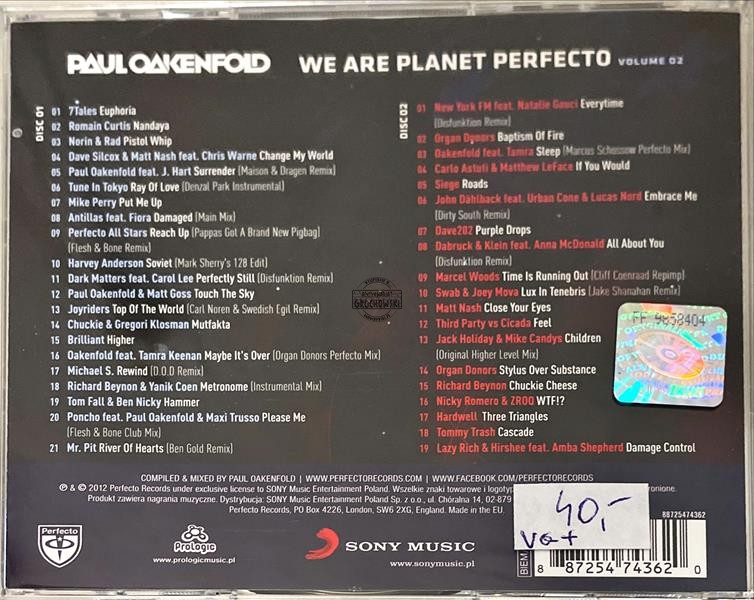 PAUL OAKENFOLD WE ARE PLANET PERFECTO VOLUME 02
DISC 01
01 7Tales Euphoria
02 Romain Curtis Nandaya
03 Norin & Rad Pistol Whip
04 Dave Silcox & Matt Nash feat. Chris Warne Change My World
05 Paul Oakenfold feat. J. Hart Surrender (Maison & Dragen Remix)
06 Tune In Tokyo Ray Of Love (Denzal Park Instrumental)
07 Mike Perry Put Me Up
08 Antillas feat. Fiora Damaged (Main Mix)
09 Perfecto All Stars Reach Up (Pappas Got A Brand New Pigbag)
(Flesh & Bone Remix)
10 Harvey Anderson Soviet (Mark Sherry's 128 Edit)
11 Dark Matters feat. Carol Lee Perfectly Still (Disfunktion Remix)
12 Paul Oakenfold & Matt Goss Touch The Sky
13 Joyriders Top Of The World (Carl Noren & Swedish Egil Remix)
14 Chuckie & Gregori Klosman Mutfakta
15 Brilliant Higher
16 Oakenfold feat. Tamra Keenan Maybe It's Over (Organ Donors Perfecto Mix)
17 Michael S. Rewind (D.O.D Remix)
18 Richard Beynon & Yanik Coen Metronome (Instrumental Mix)
19 Tom Fall & Ben Nicky Hammer
20 Poncho feat. Paul Oakenfold & Maxi Trusso Please Me
(Flesh & Bone Club Mix)
21 Mr. Pit River Of Hearts (Ben Gold Remix)
DISC 02
01 New York FM feat. Natalie Gauci Everytime
(Disfunktion Remix)
02 Organ Donors Baptism Of Fire
03 Oakenfold feat. Tamra Sleep (Marcus Schossow Perfecto Mix)
04 Carlo Astuti & Matthew LeFace If You Would
05 Siege Roads
06 John Dahlback feat. Urban Cone & Lucas Nord Embrace Me
(Dirty South Remix)
07 Dave202 Purple Drops
08 Dabruck & Klein feat. Anna McDonald All About You
(Disfunktion Remix)
09 Marcel Woods Time Is Running Out (Cliff Coenraad Repimp)
10 Swab & Joey Mova Lux In Tenebris (Jake Shanahan Remix)
11 Matt Nash Close Your Eyes
12 Third Party vs Cicada Feel
13 Jack Holiday & Mike Candys Children
(Original Higher Level Mix)
14 Organ Donors Stylus Over Substance
15 Richard Beynon Chuckie Cheese
16 Nicky Romero & ZROQ WTF!?
17 Hardwell Three Triangles
18 Tommy Trash Cascade
19 Lazy Rich & Hirshee feat. Amba Shepherd Damage Control
FF 9838404
COMPILED & MIXED BY PAUL OAKENFOLD | WWW.PERFECTORECORDS.COM | WWW.FACEBOOK.COM/PERFECTORECORDS
℗ & © 2012 Perfecto Records under exclusive license to SONY Music Entertainment Poland. Wszelkie znaki towarowe i logotyp
Produkt zawiera nagrania muzyczne. Dystrybucja: SONY Music Entertainment Poland Sp. z o.o., ul. Chóralna 14, 02-879
Perfecto Records, PO Box 4226, London, SW6 2XG, England. Made in the EU.
40,-
vat
88725474362
BIEM
8 87254 74362 0
Perfecto
ProLogic
www.prologicmusic.pl
SONY MUSIC
www.sonymusic.pl